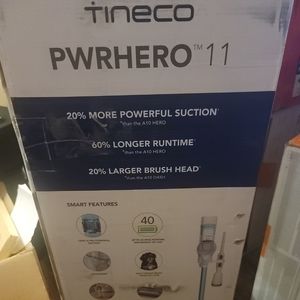 TINECO
PWRHERO™ 11
20% MORE POWERFUL SUCTION*
*than the A10 HERO
60% LONGER RUNTIME*
*than the A10 HERO
20% LARGER BRUSH HEAD*
*than the A10 DASH
SMART FEATURES
40